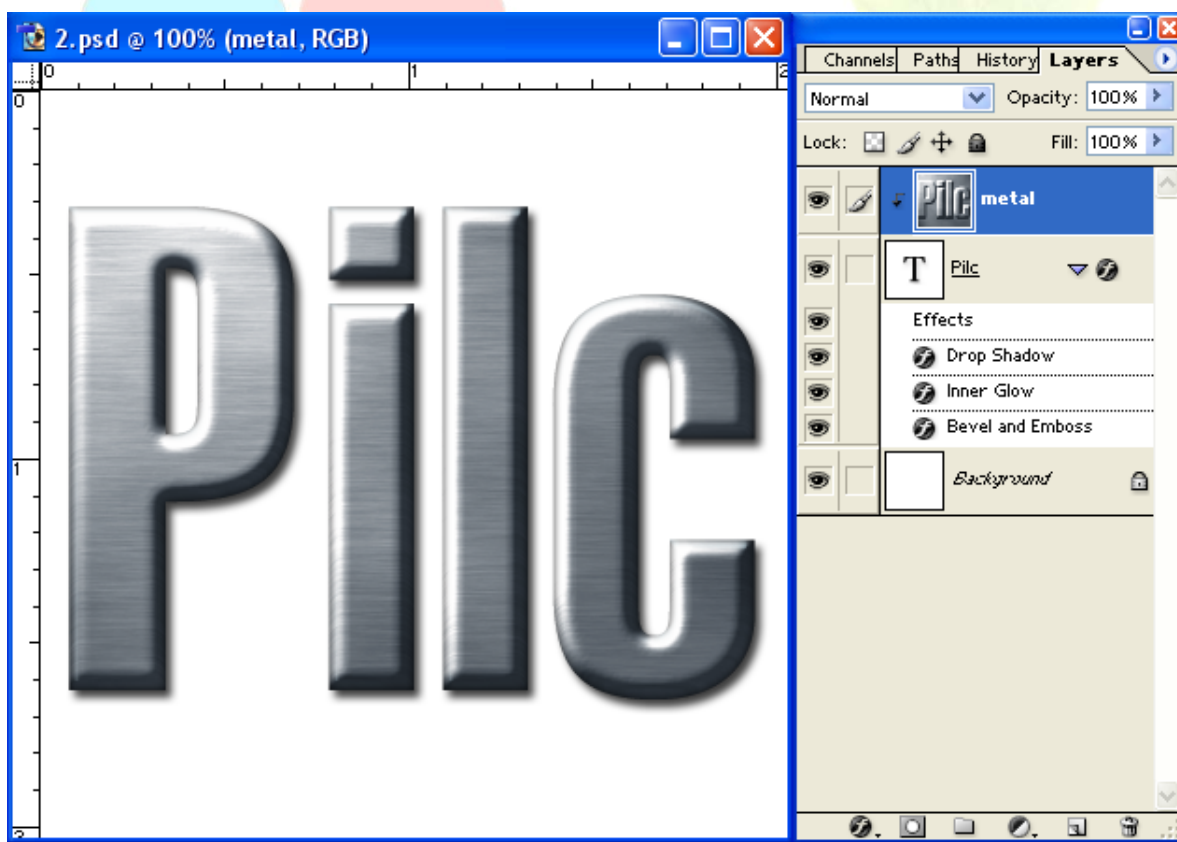 2.psd @ 100% (metal, RGB)
0 1 2
0
1
2
Pilc
Channels Paths History Layers
Normal Opacity: 100%
Lock: Fill: 100%
Pilc metal
T Pilc
Effects
Drop Shadow
Inner Glow
Bevel and Emboss
Background